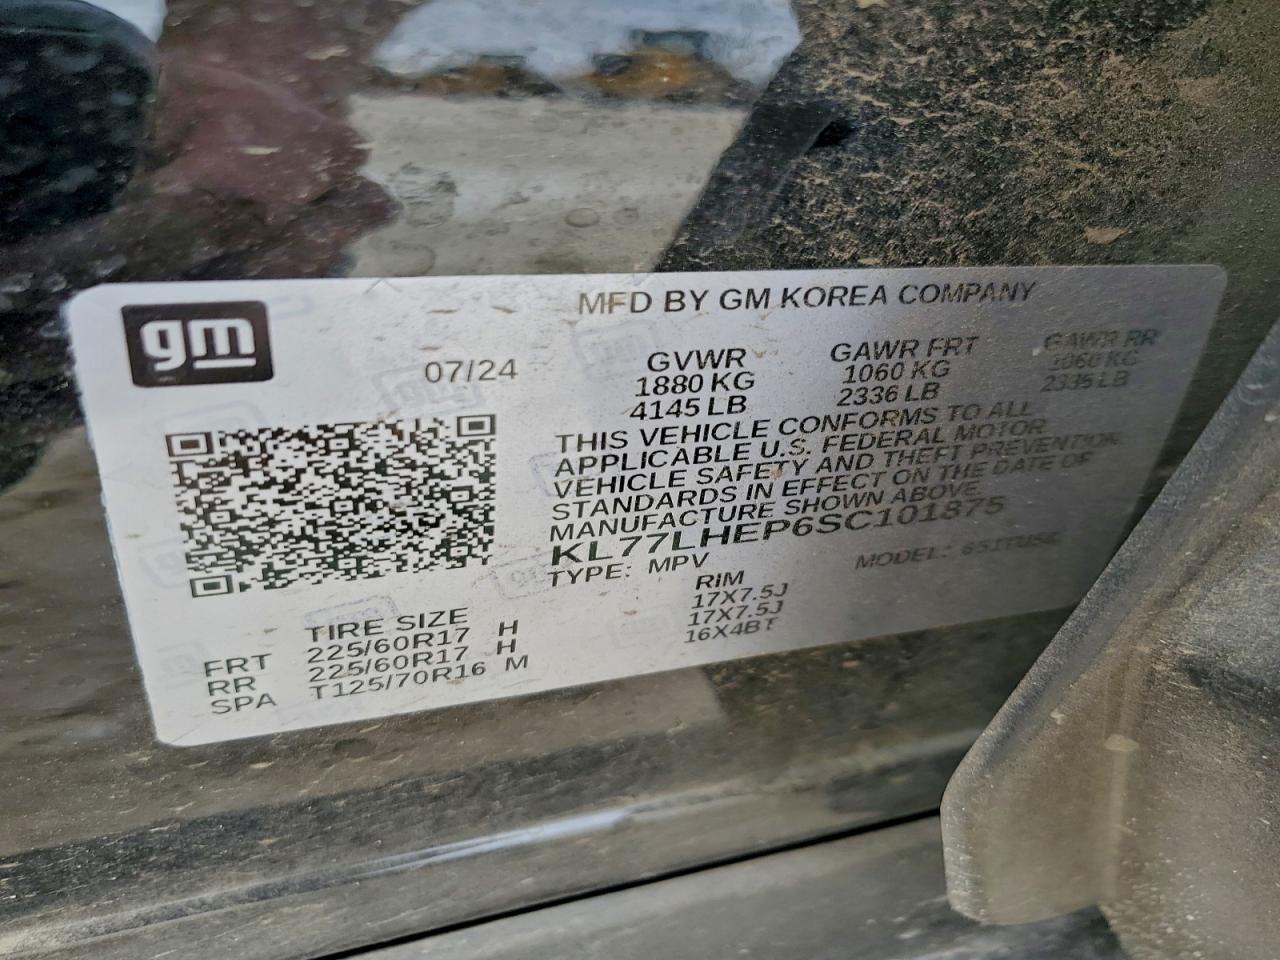 gm
MFD BY GM KOREA COMPANY
07/24
GVWR GAWR FRT GAWR RR
1880 KG 1060 KG 1060 KG
4145 LB 2336 LB 2335 LB
THIS VEHICLE CONFORMS TO ALL
APPLICABLE U.S. FEDERAL MOTOR
VEHICLE SAFETY AND THEFT PREVENTION
STANDARDS IN EFFECT ON THE DATE OF
MANUFACTURE SHOWN ABOVE.
KL77LHEP6SC101875
TYPE: MPV MODEL:
TIRE SIZE RIM
FRT 225/60R17 H 17X7.5J
RR 225/60R17 H 17X7.5J
SPA T125/70R16 M 16X4BT